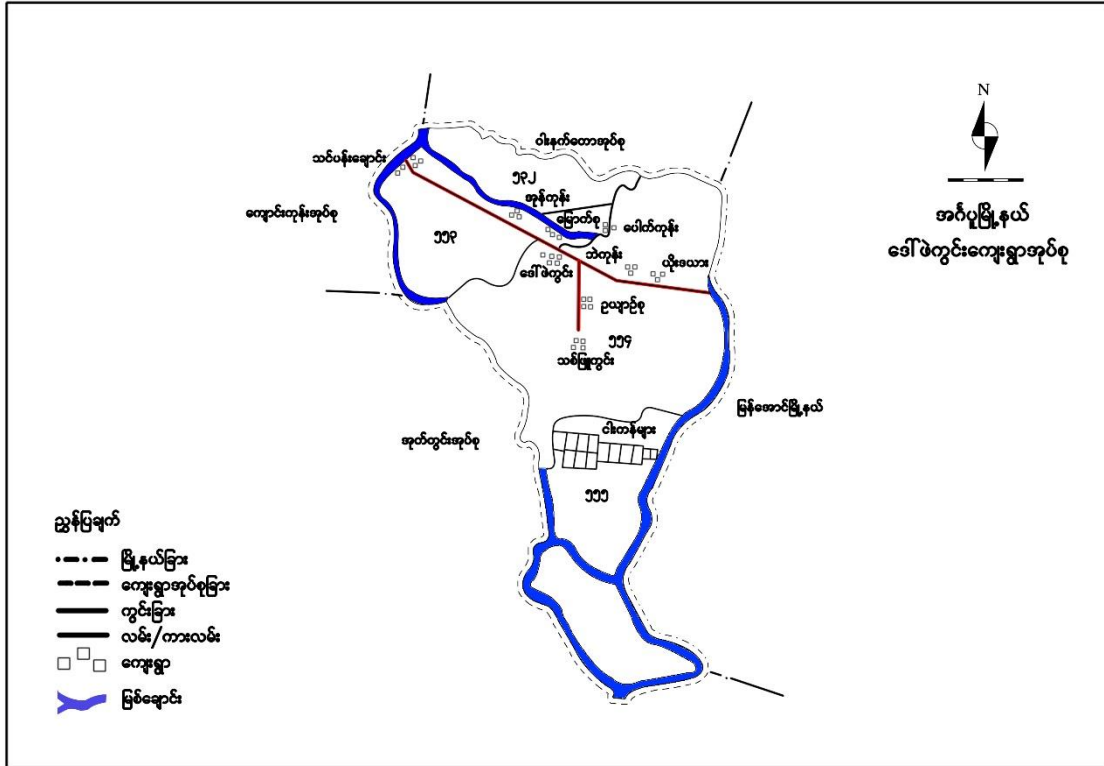 N
အင်္ဂပူမြို့နယ်
ဒေါ်ဖဲကွင်းကျေးရွာအုပ်စု
ဝါးနက်တောအုပ်စု
သင်ပန်းချောင်း
၅၃၂
အုန်ကုန်း
ကျောင်းကုန်းအုပ်စု
မြောက်စု
ပေါက်ကုန်း
၅၅၃
ဘဲကုန်း
ဒေါ်ဖဲကွင်း
ယိုးဒယား
ဥယျာဉ်စု
၅၅၄
သစ်ဖြူကွင်း
မြန်အောင်မြို့နယ်
အုတ်တွင်းအုပ်စု
ငါးကန်များ
၅၅၅
ညွှန်ပြချက်
မြို့နယ်ခြား
ကျေးရွာအုပ်စုခြား
ကွင်းခြား
လမ်း/ကားလမ်း
ကျေးရွာ
မြစ်ချောင်း